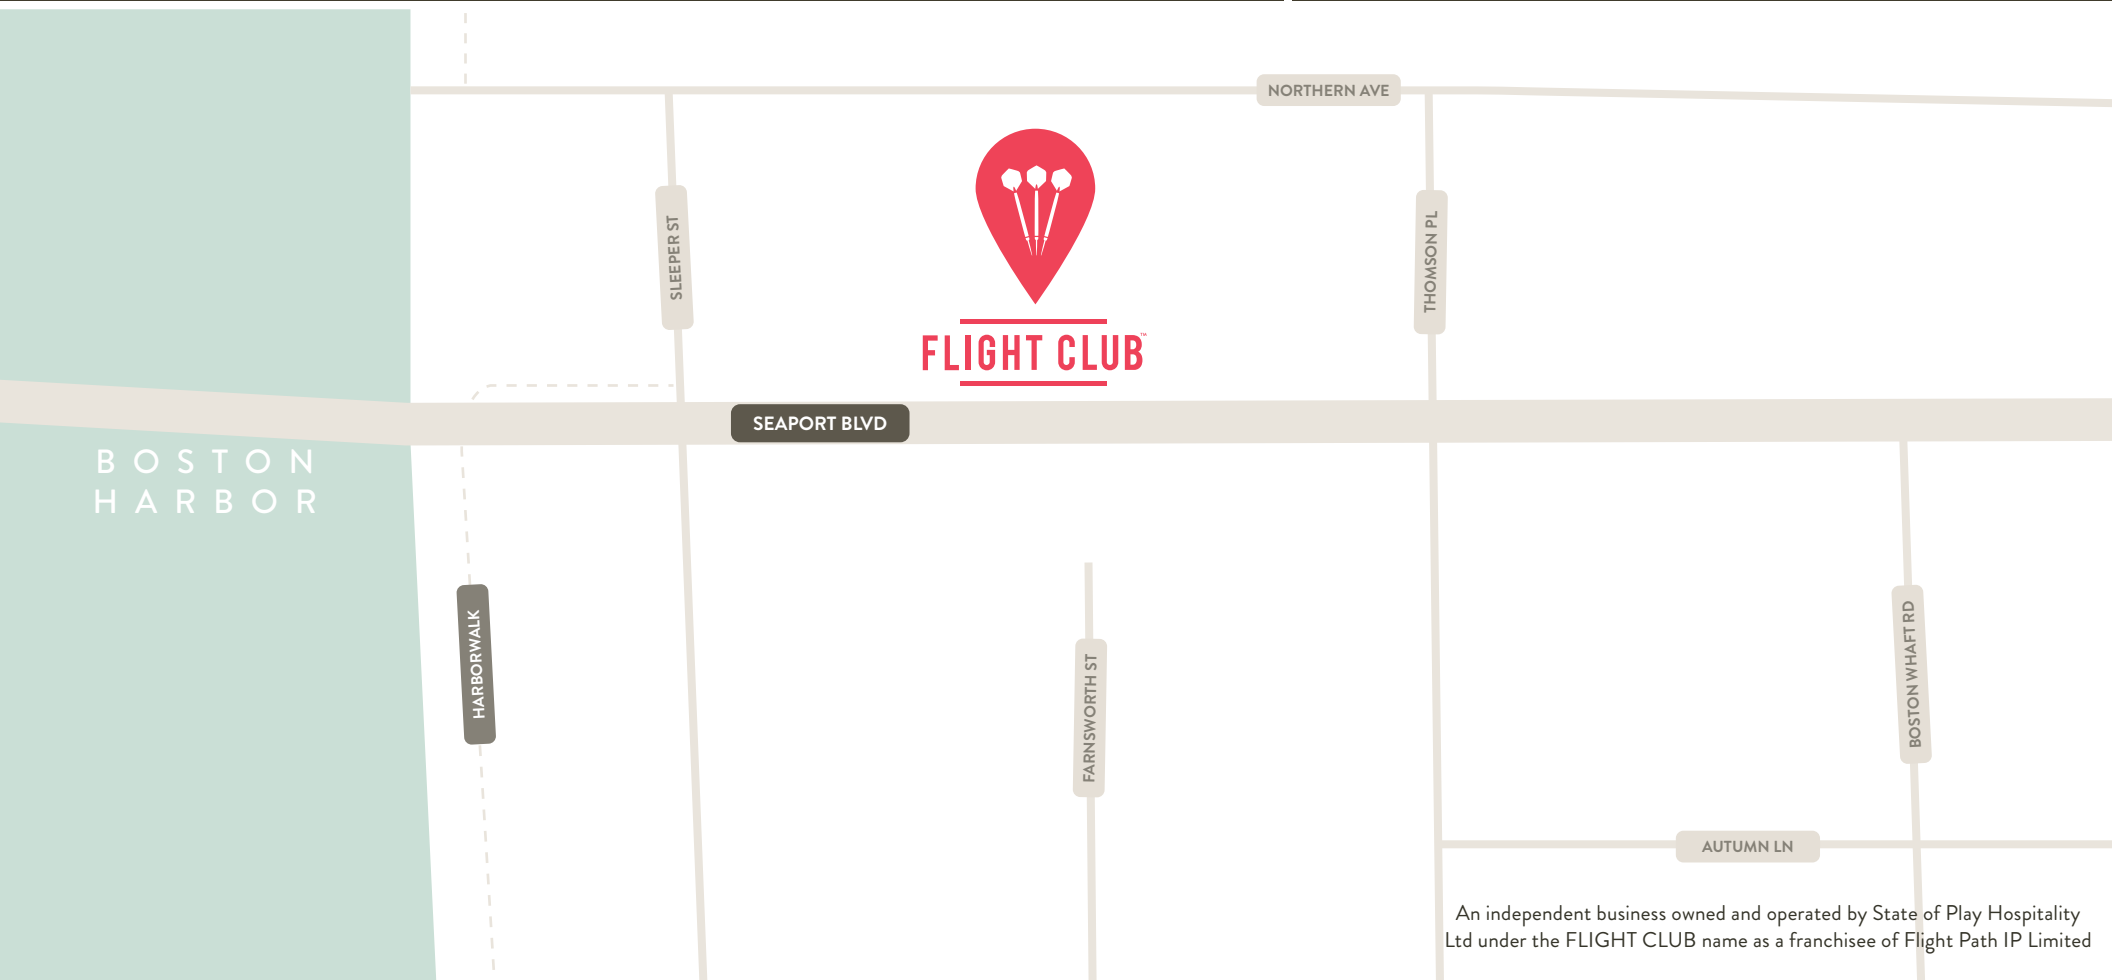 NORTHERN AVE
SLEEPER ST
THOMSON PL
FLIGHT CLUB™
SEAPORT BLVD
BOSTON
HARBOR
HARBORWALK
FARNSWORTH ST
BOSTON WHAFT RD
AUTUMN LN
An independent business owned and operated by State of Play Hospitality
Ltd under the FLIGHT CLUB name as a franchisee of Flight Path IP Limited